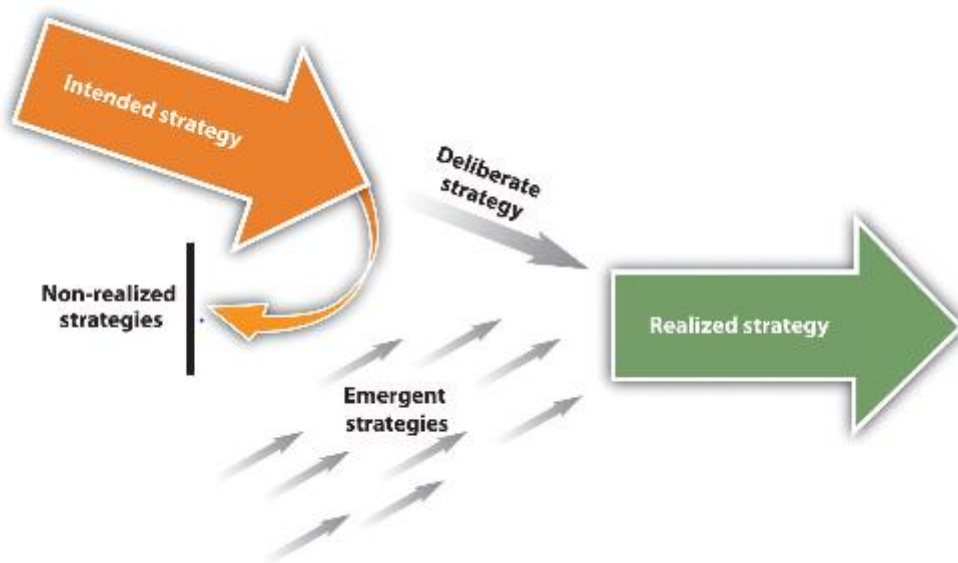 Intended strategy
Deliberate
strategy
Non-realized
strategies
Realized strategy
Emergent
strategies